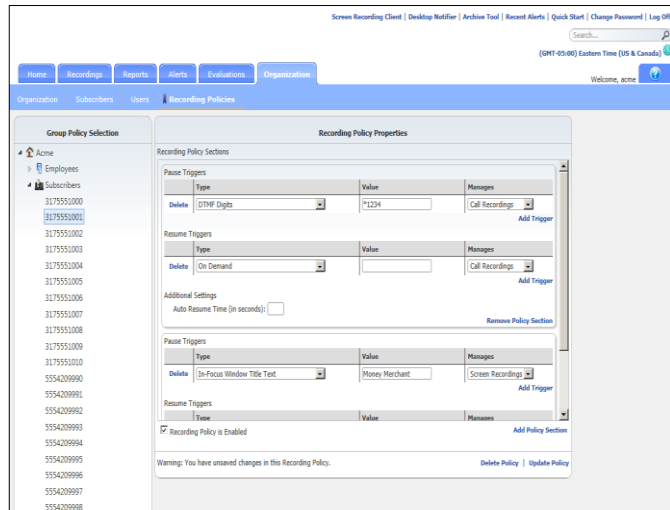 Screen Recording Client | Desktop Notifier | Archive Tool | Recent Alerts | Quick Start | Change Password | Log Off
Search...
(GMT-05:00) Eastern Time (US & Canada)
Home Recordings Reports Alerts Evaluations Organization
Welcome, acme
Organization Subscribers Users Recording Policies
Group Policy Selection
Acme
Employees
Subscribers
3175551000
3175551001
3175551002
3175551003
3175551004
3175551005
3175551006
3175551007
3175551008
3175551009
3175551010
5554209990
5554209991
5554209992
5554209993
5554209994
5554209995
5554209996
5554209997
5554209998
Recording Policy Properties
Recording Policy Sections
Pause Triggers
Type Value Manages
Delete DTMF Digits *1234 Call Recordings
Add Trigger
Resume Triggers
Type Value Manages
Delete On Demand Call Recordings
Add Trigger
Additional Settings
Auto Resume Time (in seconds):
Remove Policy Section
Pause Triggers
Type Value Manages
Delete In-Focus Window Title Text Money Merchant Screen Recordings
Add Trigger
Resume Triggers
Type Value Manages
Recording Policy is Enabled Add Policy Section
Warning: You have unsaved changes in this Recording Policy. Delete Policy | Update Policy